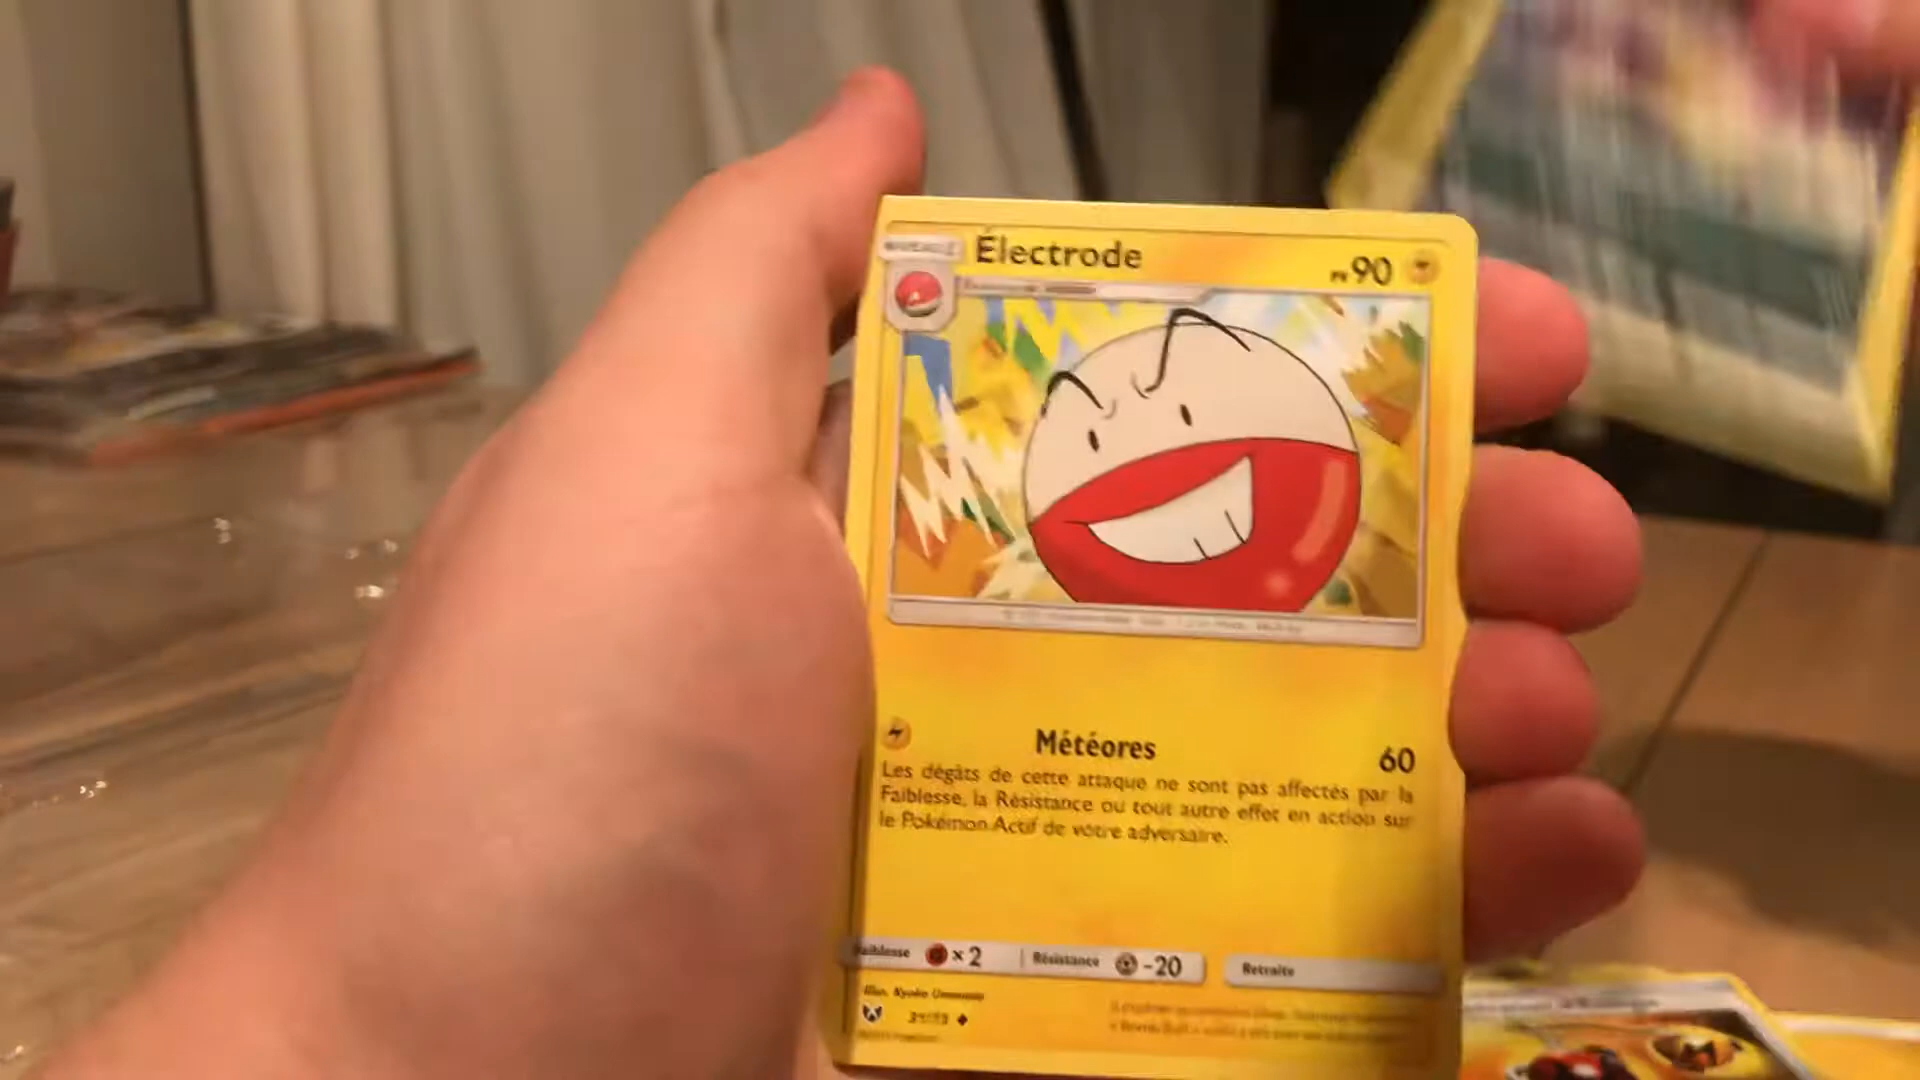 NIVEAU 1
Électrode
PV 90
Météores
60
Les dégâts de cette attaque ne sont pas affectés par la
Faiblesse, la Résistance ou tout autre effet en action sur
le Pokémon Actif de votre adversaire.
Faiblesse ×2
Résistance -20
Retraite
Illus. Kyoko Umemoto